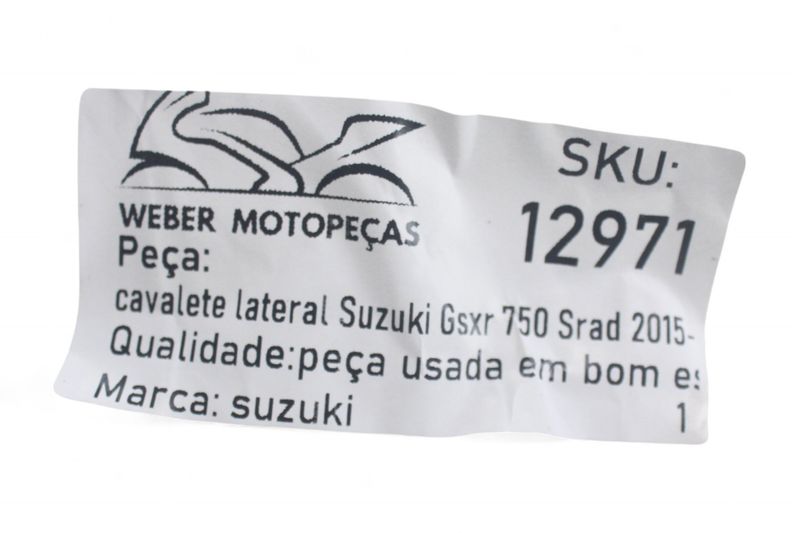 WEBER MOTOPEÇAS
SKU:
12971
Peça:
cavalete lateral Suzuki Gsxr 750 Srad 2015-
Qualidade:peça usada em bom es
Marca: suzuki
1